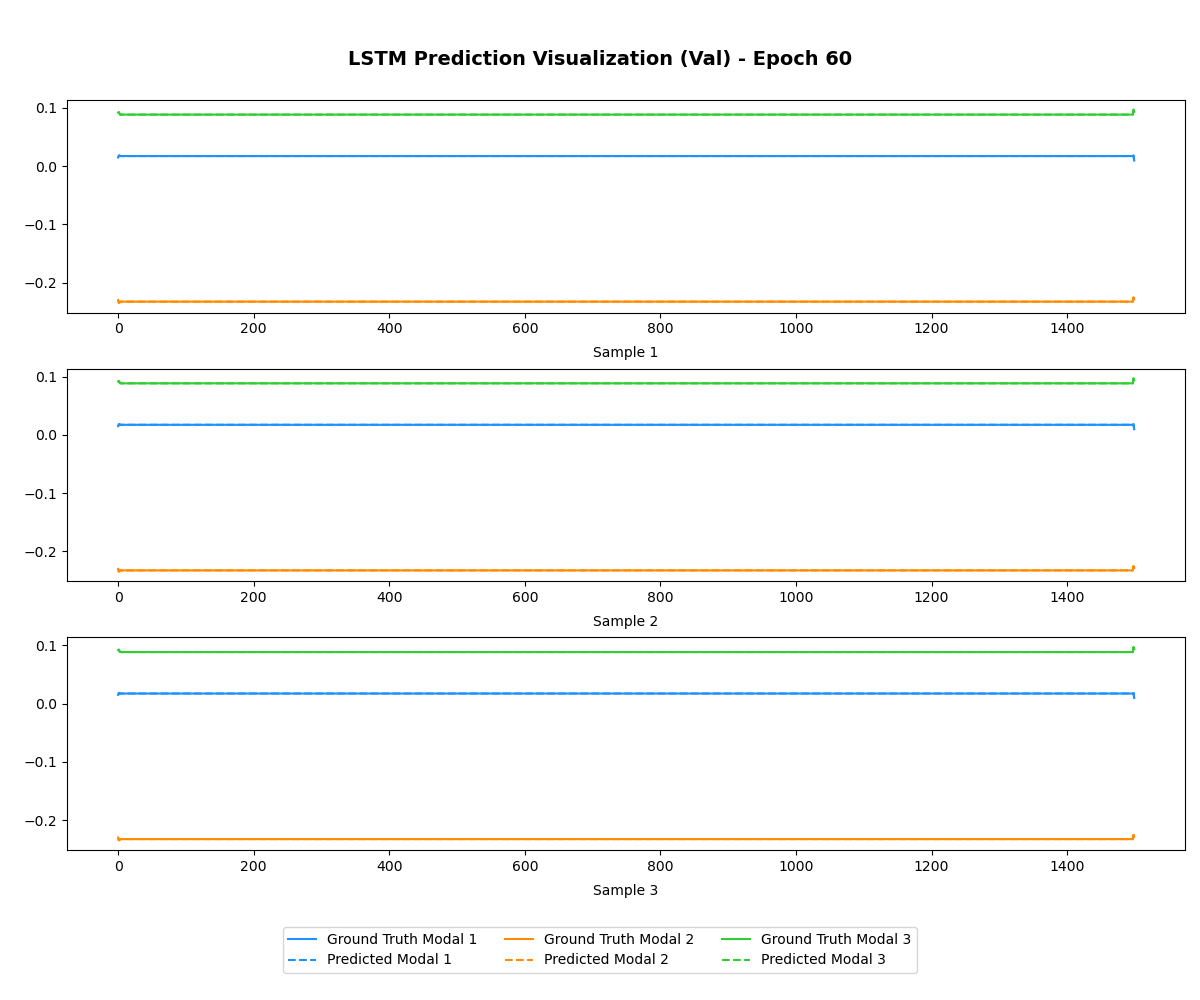 LSTM Prediction Visualization (Val) - Epoch 60
0.1
0.0
−0.1
−0.2
0 200 400 600 800 1000 1200 1400
Sample 1
0.1
0.0
−0.1
−0.2
0 200 400 600 800 1000 1200 1400
Sample 2
0.1
0.0
−0.1
−0.2
0 200 400 600 800 1000 1200 1400
Sample 3
Ground Truth Modal 1 Ground Truth Modal 2 Ground Truth Modal 3
Predicted Modal 1 Predicted Modal 2 Predicted Modal 3